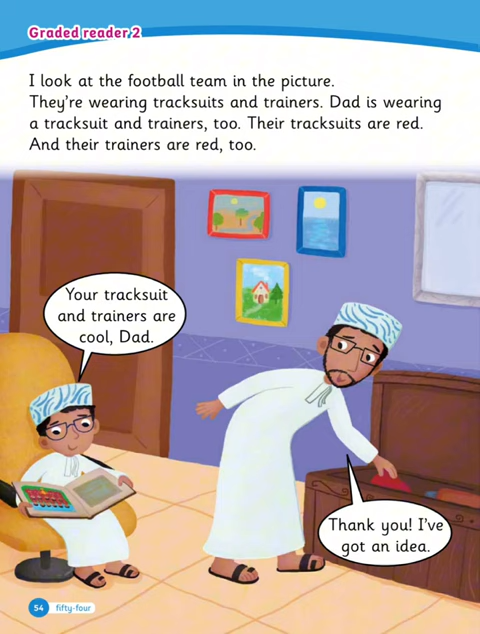 Graded reader 2
I look at the football team in the picture.
They're wearing tracksuits and trainers. Dad is wearing
a tracksuit and trainers, too. Their tracksuits are red.
And their trainers are red, too.
Your tracksuit
and trainers are
cool, Dad.
Thank you! I've
got an idea.
54 fifty-four